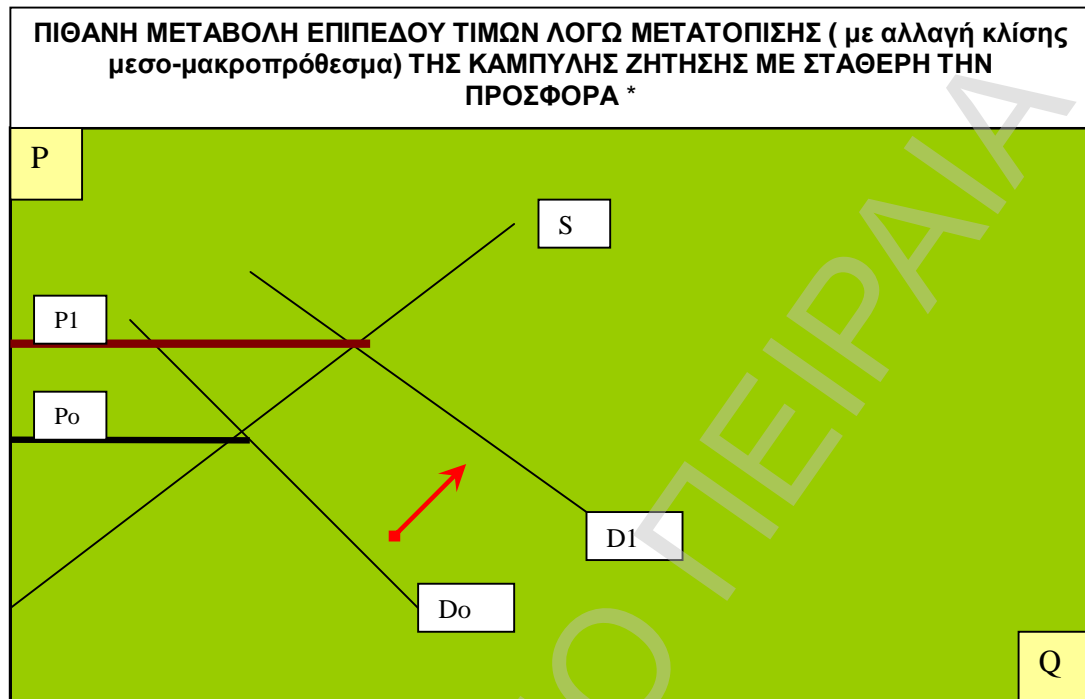 ΠΙΘΑΝΗ ΜΕΤΑΒΟΛΗ ΕΠΙΠΕΔΟΥ ΤΙΜΩΝ ΛΟΓΩ ΜΕΤΑΤΟΠΙΣΗΣ ( με αλλαγή κλίσης
μεσο-μακροπρόθεσμα) ΤΗΣ ΚΑΜΠΥΛΗΣ ΖΗΤΗΣΗΣ ΜΕ ΣΤΑΘΕΡΗ ΤΗΝ
ΠΡΟΣΦΟΡΑ *
P
S
P1
Po
D1
Do
Q
Ο ΠΕΙΡΑΙΑ